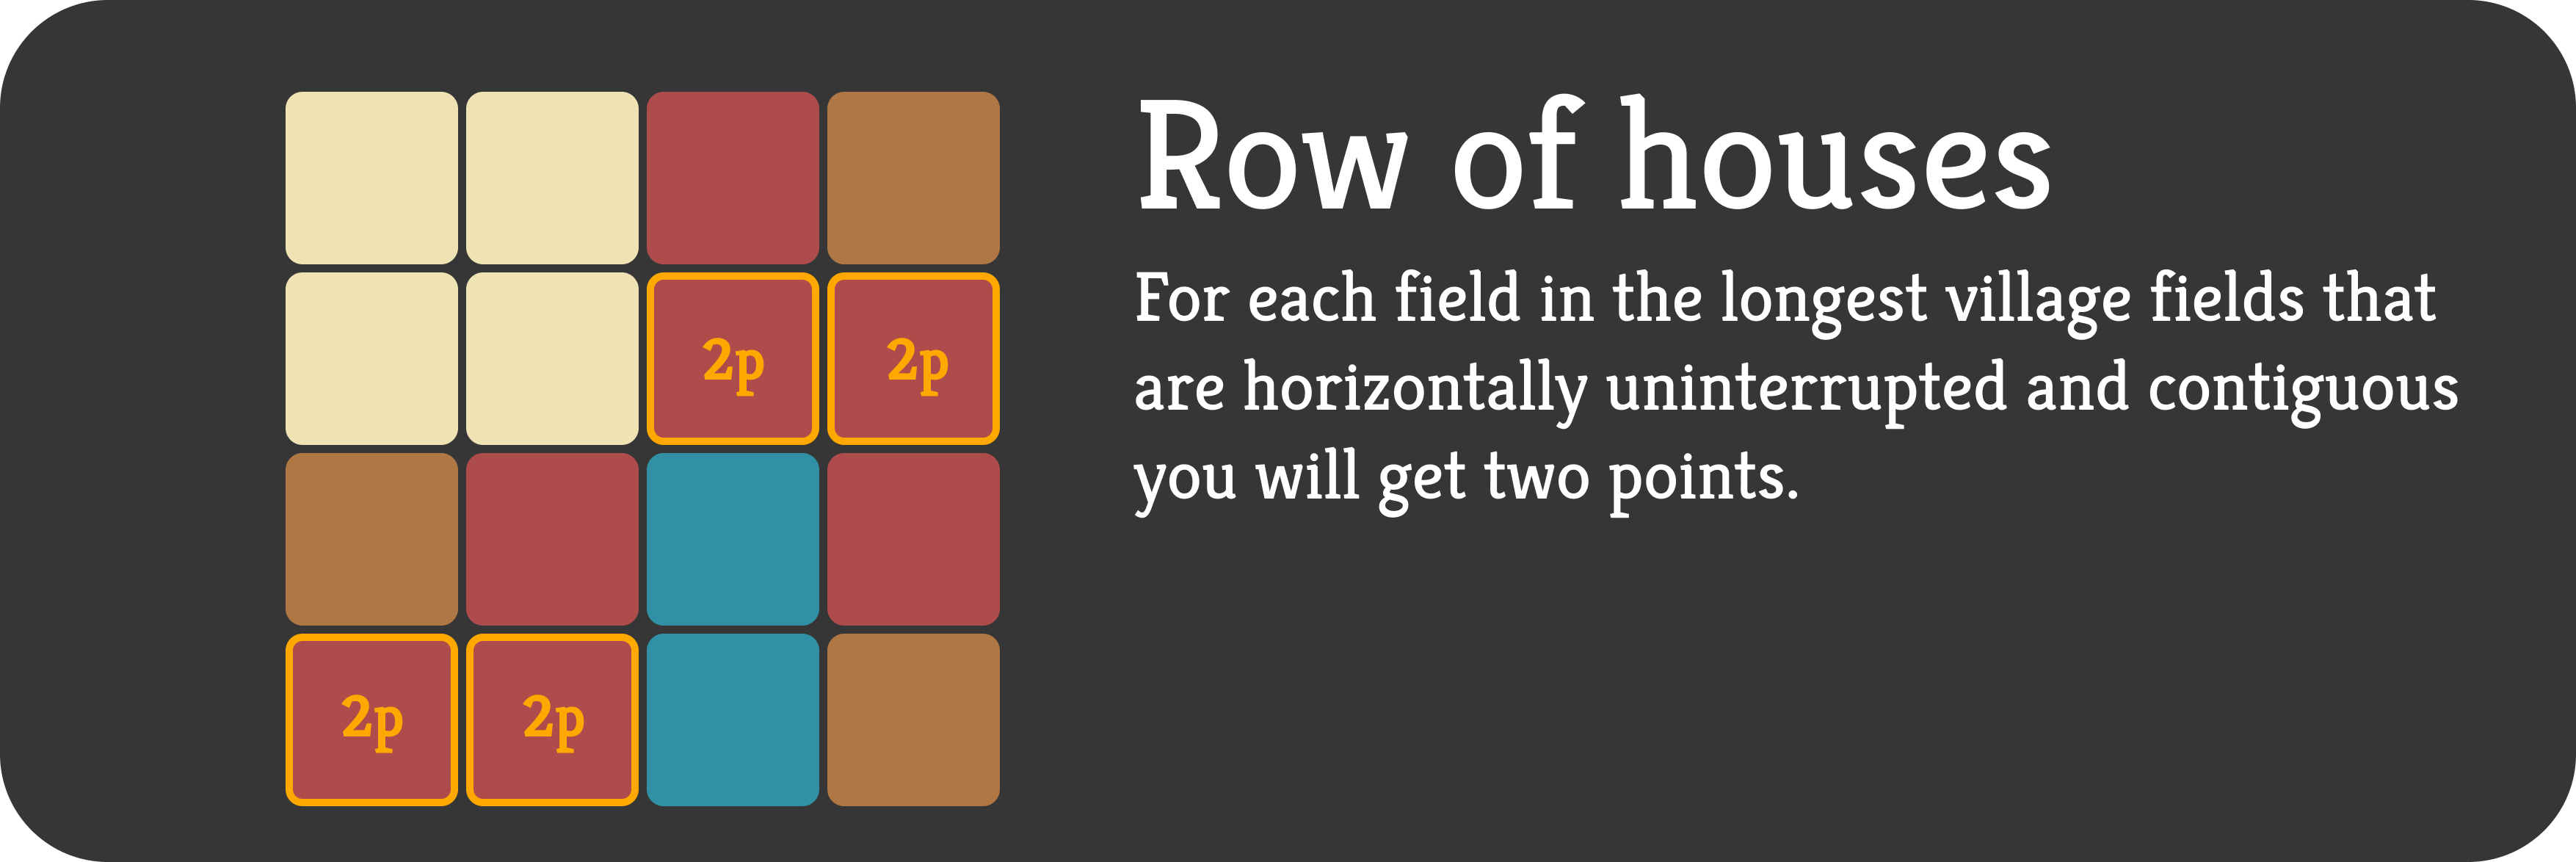 Row of houses
For each field in the longest village fields that
are horizontally uninterrupted and contiguous
you will get two points.
2p 2p
2p 2p